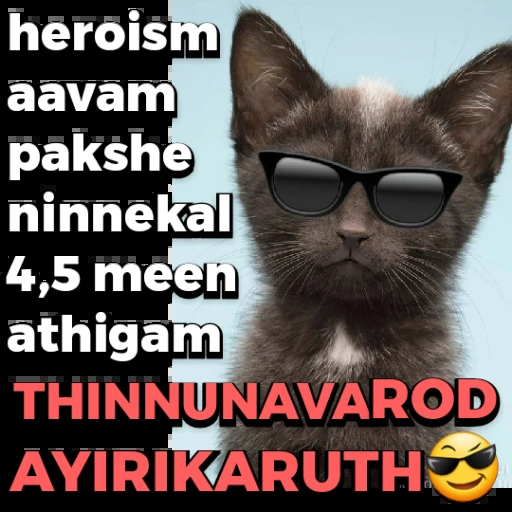 heroism
aavam
pakshe
ninnekal
4,5 meen
athigam
THINNUNAVAROD
AYIRIKARUTH😎